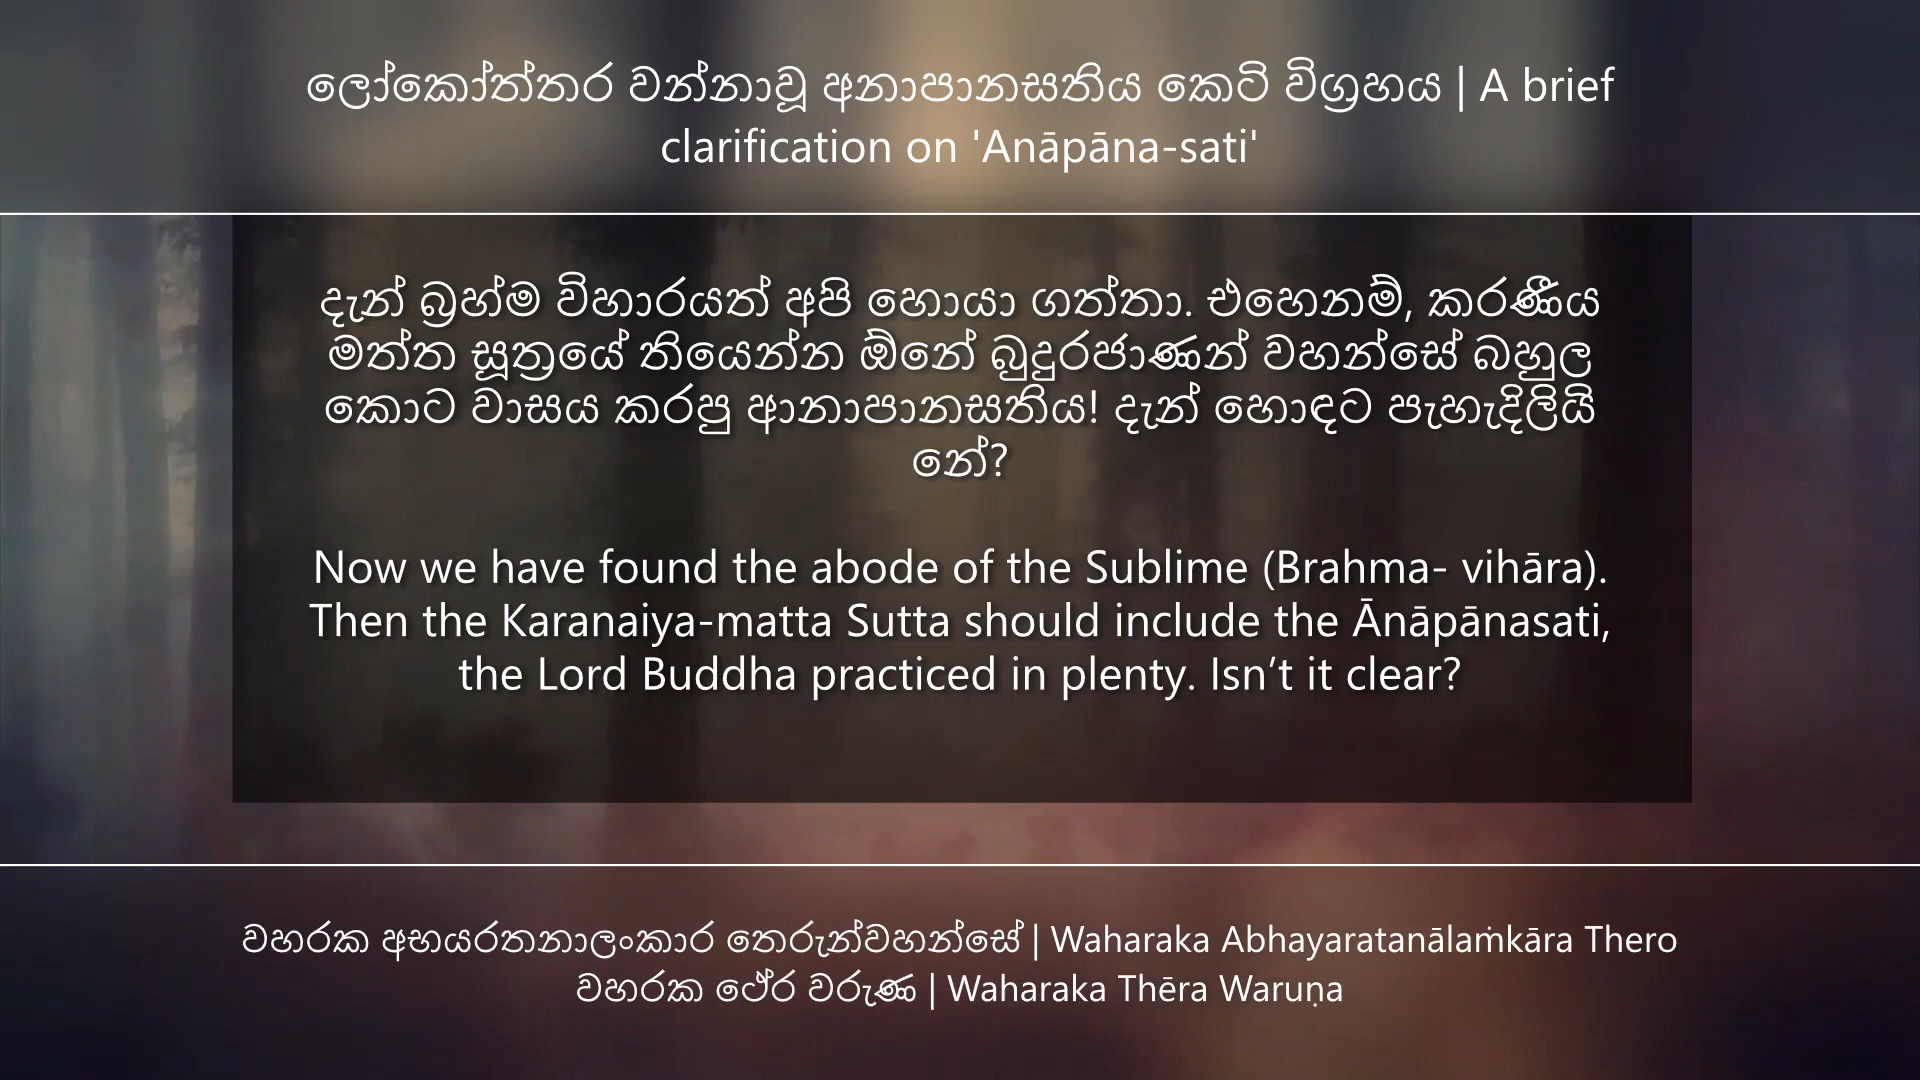 ලෝකෝත්තර වන්නාවූ අනාපානසතිය කෙටි විග්‍රහය | A brief
clarification on 'Anāpāna-sati'
දැන් බ්‍රහ්ම විහාරයත් අපි හොයා ගත්තා. එහෙනම්, කරණීය
මත්ත සූත්‍රයේ තියෙන්න ඕනේ බුදුරජාණන් වහන්සේ බහුල
කොට වාසය කරපු ආනාපානසතිය! දැන් හොඳට පැහැදිලියි
නේ?
Now we have found the abode of the Sublime (Brahma- vihāra).
Then the Karanaiya-matta Sutta should include the Ānāpānasati,
the Lord Buddha practiced in plenty. Isn’t it clear?
වහරක අභයරතනාලංකාර තෙරුන්වහන්සේ | Waharaka Abhayaratanālaṁkāra Thero
වහරක ථේර වරුණ | Waharaka Thēra Waruṇa